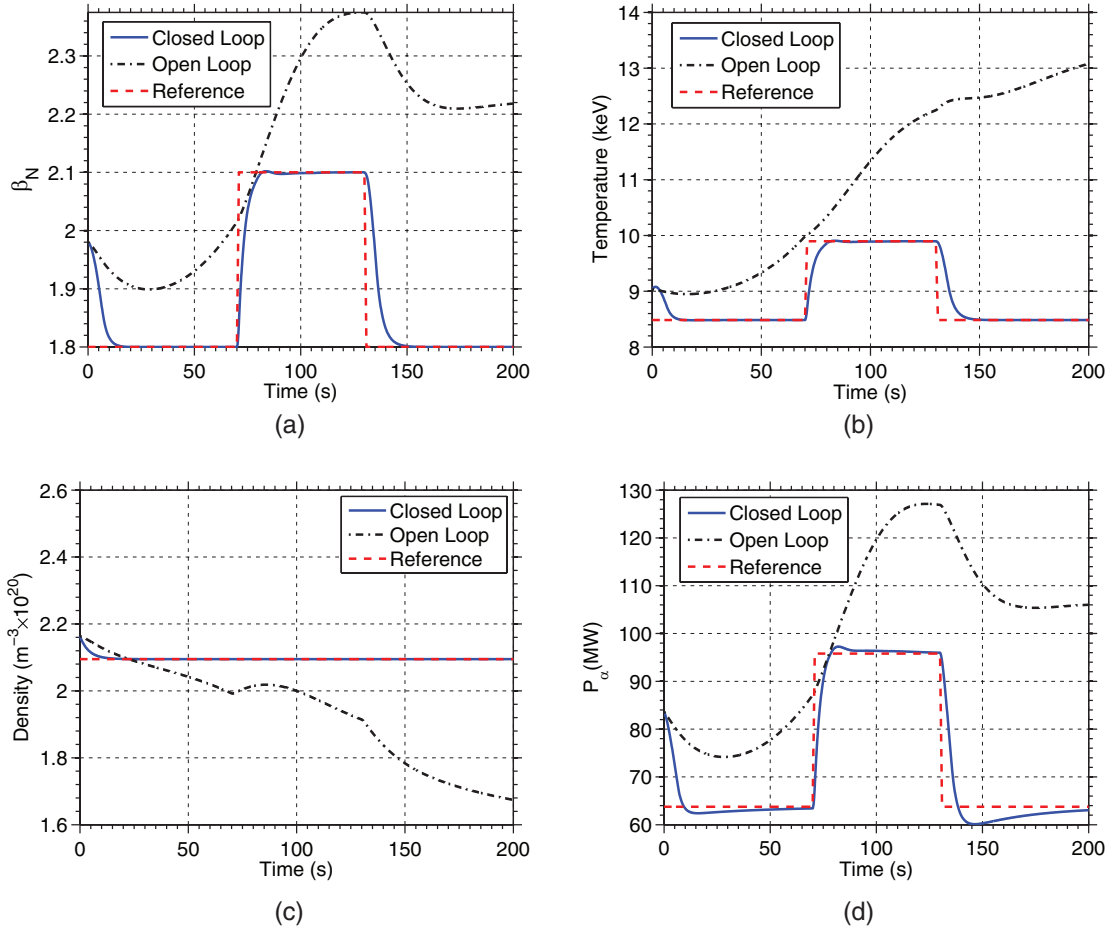 2.3
2.2
2.1
2
1.9
1.8
β_N
Closed Loop
Open Loop
Reference
0 50 100 150 200
Time (s)
(a)
14
13
12
11
10
9
8
Temperature (keV)
Closed Loop
Open Loop
Reference
0 50 100 150 200
Time (s)
(b)
2.6
2.4
2.2
2
1.8
1.6
Density (m⁻³×10²⁰)
Closed Loop
Open Loop
Reference
0 50 100 150 200
Time (s)
(c)
130
120
110
100
90
80
70
60
P_α(MW)
Closed Loop
Open Loop
Reference
0 50 100 150 200
Time (s)
(d)